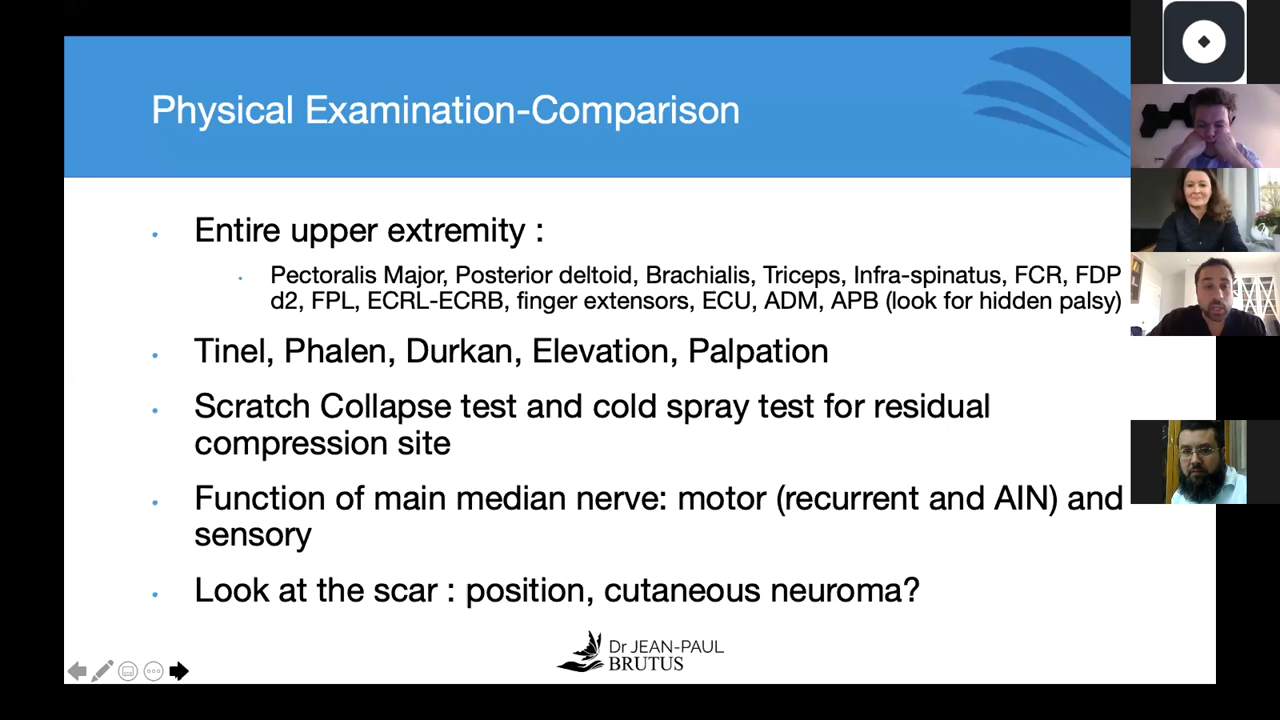 Physical Examination-Comparison
Entire upper extremity :
Pectoralis Major, Posterior deltoid, Brachialis, Triceps, Infra-spinatus, FCR, FDP
d2, FPL, ECRL-ECRB, finger extensors, ECU, ADM, APB (look for hidden palsy)
Tinel, Phalen, Durkan, Elevation, Palpation
Scratch Collapse test and cold spray test for residual
compression site
Function of main median nerve: motor (recurrent and AIN) and
sensory
Look at the scar : position, cutaneous neuroma?
Dr JEAN-PAUL
BRUTUS